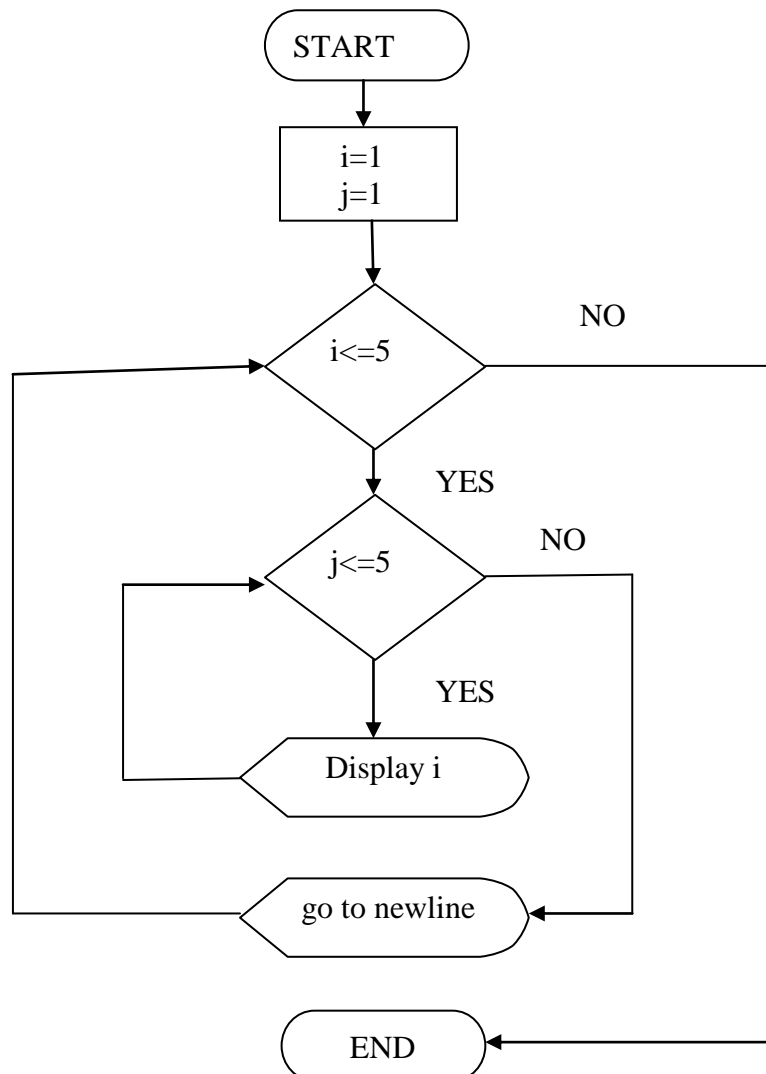 START
i=1
j=1
i<=5
NO
YES
j<=5
NO
YES
Display i
go to newline
END